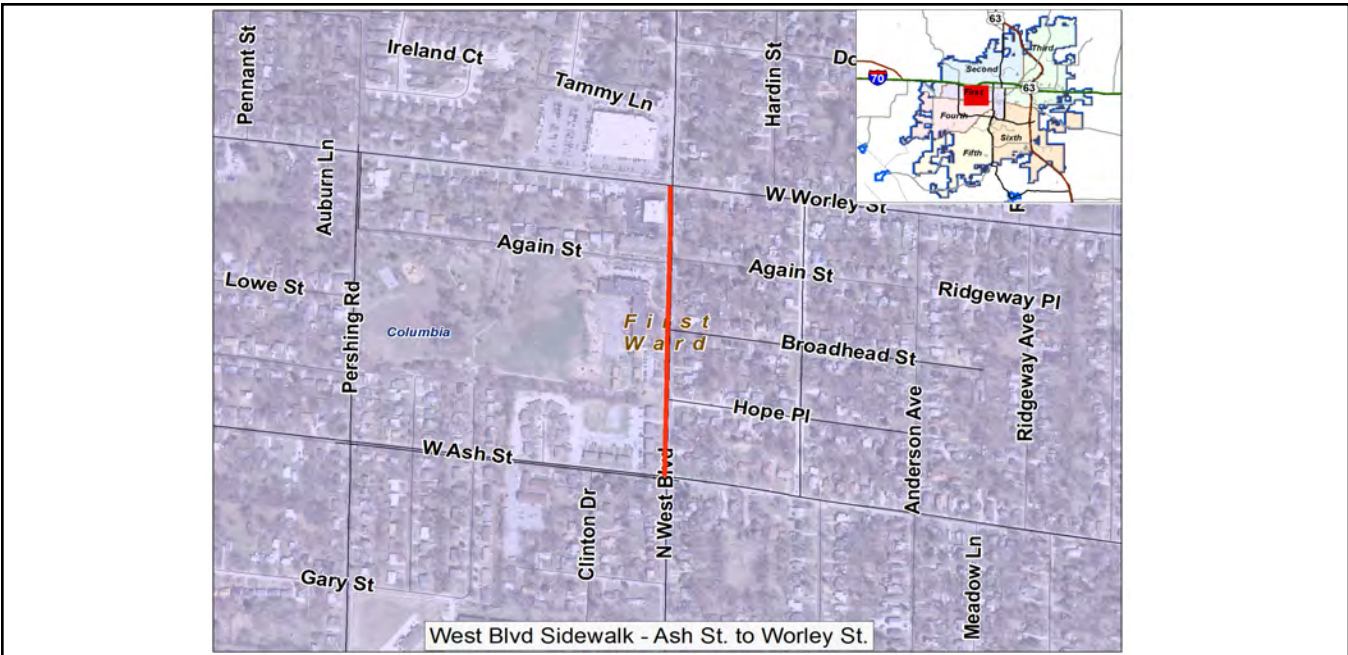 Pennant St
Ireland Ct
Tammy Ln
Hardin St
63
Third
Second
70
First
63
Fourth
Sixth
Fifth
Auburn Ln
W Worley St
Again St
Again St
Lowe St
Pershing Rd
Columbia
First
Ward
Ridgeway Pl
Broadhead St
Ridgeway Ave
Hope Pl
Anderson Ave
W Ash St
N West Blvd
Clinton Dr
Gary St
Meadow Ln
West Blvd Sidewalk - Ash St. to Worley St.